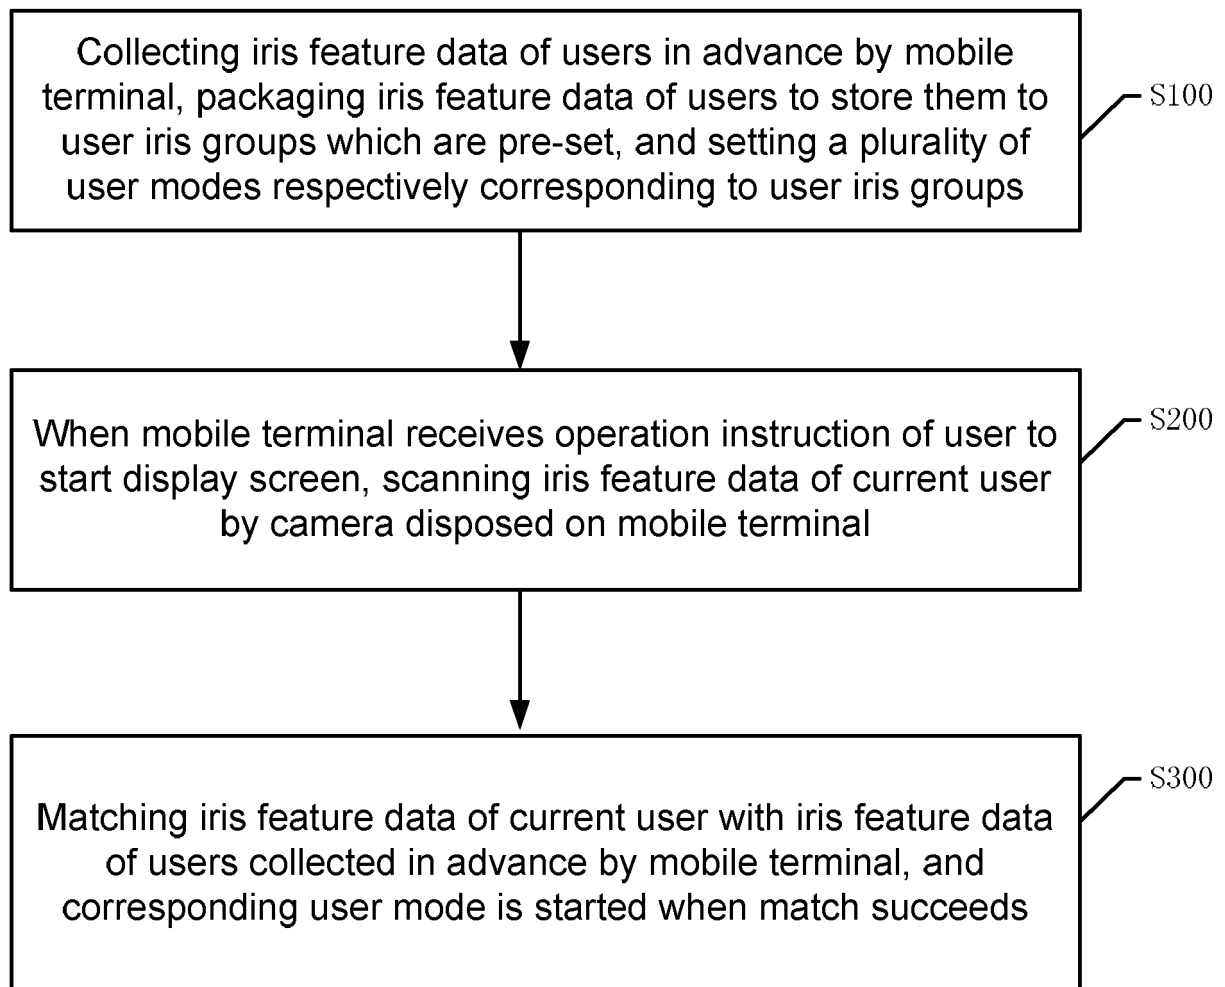 Collecting iris feature data of users in advance by mobile
terminal, packaging iris feature data of users to store them to
user iris groups which are pre-set, and setting a plurality of
user modes respectively corresponding to user iris groups
S100
When mobile terminal receives operation instruction of user to
start display screen, scanning iris feature data of current user
by camera disposed on mobile terminal
S200
Matching iris feature data of current user with iris feature data
of users collected in advance by mobile terminal, and
corresponding user mode is started when match succeeds
S300